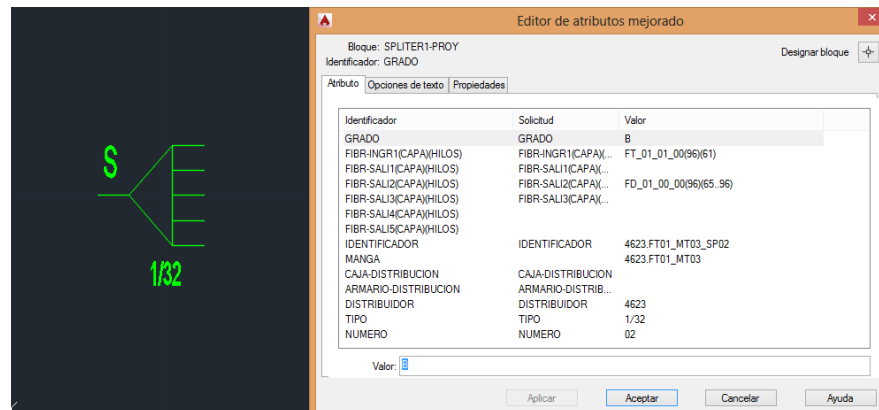 S
1/32
Editor de atributos mejorado
Bloque: SPLITER1-PROY
Identificador: GRADO
Designar bloque
Atributo Opciones de texto Propiedades
Identificador Solicitud Valor
GRADO GRADO B
FIBR-INGR1(CAPA)(HILOS) FIBR-INGR1(CAPA)(... FT_01_01_00(96)(61)
FIBR-SALI1(CAPA)(HILOS) FIBR-SALI1(CAPA)(...
FIBR-SALI2(CAPA)(HILOS) FIBR-SALI2(CAPA)(... FD_01_00_00(96)(65..96)
FIBR-SALI3(CAPA)(HILOS) FIBR-SALI3(CAPA)(...
FIBR-SALI4(CAPA)(HILOS)
FIBR-SALI5(CAPA)(HILOS)
IDENTIFICADOR IDENTIFICADOR 4623.FT01_MT03_SP02
MANGA 4623.FT01_MT03
CAJA-DISTRIBUCION CAJA-DISTRIBUCION
ARMARIO-DISTRIBUCION ARMARIO-DISTRIB...
DISTRIBUIDOR DISTRIBUIDOR 4623
TIPO TIPO 1/32
NUMERO NUMERO 02
Valor: B
Aplicar Aceptar Cancelar Ayuda